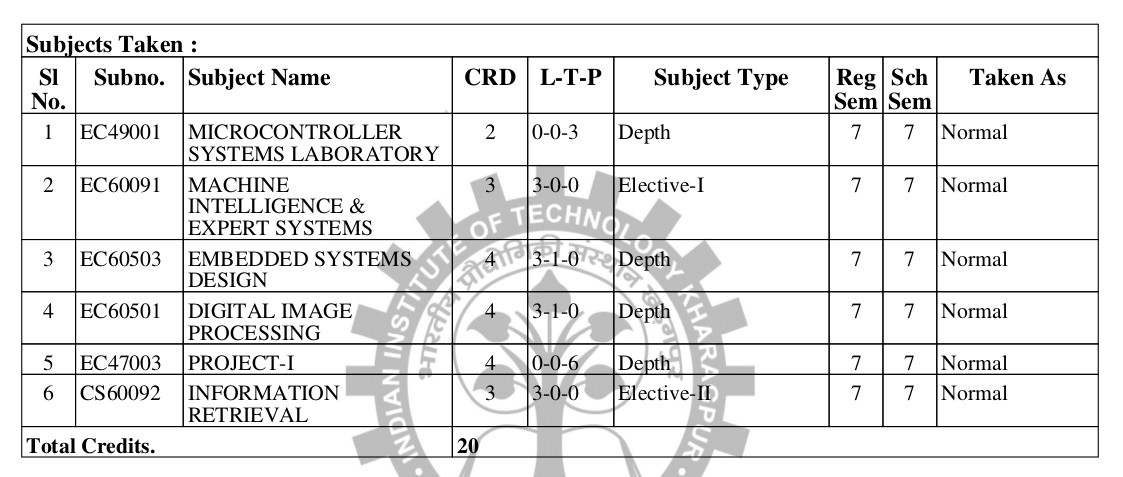 Subjects Taken :
Sl No. Subno. Subject Name CRD L-T-P Subject Type Reg Sem Sch Sem Taken As
1 EC49001 MICROCONTROLLER SYSTEMS LABORATORY 2 0-0-3 Depth 7 7 Normal
2 EC60091 MACHINE INTELLIGENCE & EXPERT SYSTEMS 3 3-0-0 Elective-I 7 7 Normal
3 EC60503 EMBEDDED SYSTEMS DESIGN 4 3-1-0 Depth 7 7 Normal
4 EC60501 DIGITAL IMAGE PROCESSING 4 3-1-0 Depth 7 7 Normal
5 EC47003 PROJECT-I 4 0-0-6 Depth 7 7 Normal
6 CS60092 INFORMATION RETRIEVAL 3 3-0-0 Elective-II 7 7 Normal
Total Credits. 20
INDIAN INSTITUTE OF TECHNOLOGY KHARAGPUR
भारतीय प्रौद्योगिकी संस्थान खड़गपुर